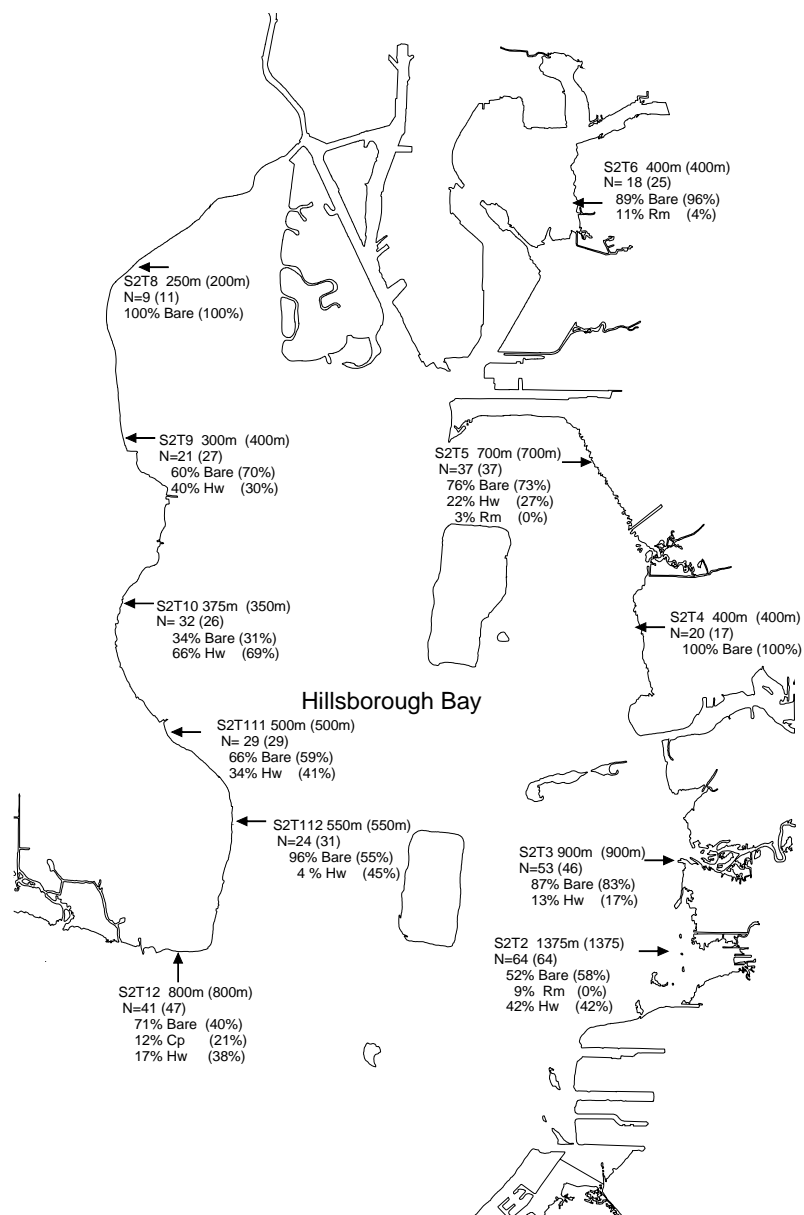 S2T6 400m (400m)
N= 18 (25)
89% Bare (96%)
11% Rm (4%)
S2T8 250m (200m)
N=9 (11)
100% Bare (100%)
S2T9 300m (400m)
N=21 (27)
60% Bare (70%)
40% Hw (30%)
S2T5 700m (700m)
N=37 (37)
76% Bare (73%)
22% Hw (27%)
3% Rm (0%)
S2T10 375m (350m)
N= 32 (26)
34% Bare (31%)
66% Hw (69%)
S2T4 400m (400m)
N=20 (17)
100% Bare (100%)
Hillsborough Bay
S2T111 500m (500m)
N= 29 (29)
66% Bare (59%)
34% Hw (41%)
S2T112 550m (550m)
N=24 (31)
96% Bare (55%)
4 % Hw (45%)
S2T3 900m (900m)
N=53 (46)
87% Bare (83%)
13% Hw (17%)
S2T2 1375m (1375)
N=64 (64)
52% Bare (58%)
9% Rm (0%)
42% Hw (42%)
S2T12 800m (800m)
N=41 (47)
71% Bare (40%)
12% Cp (21%)
17% Hw (38%)